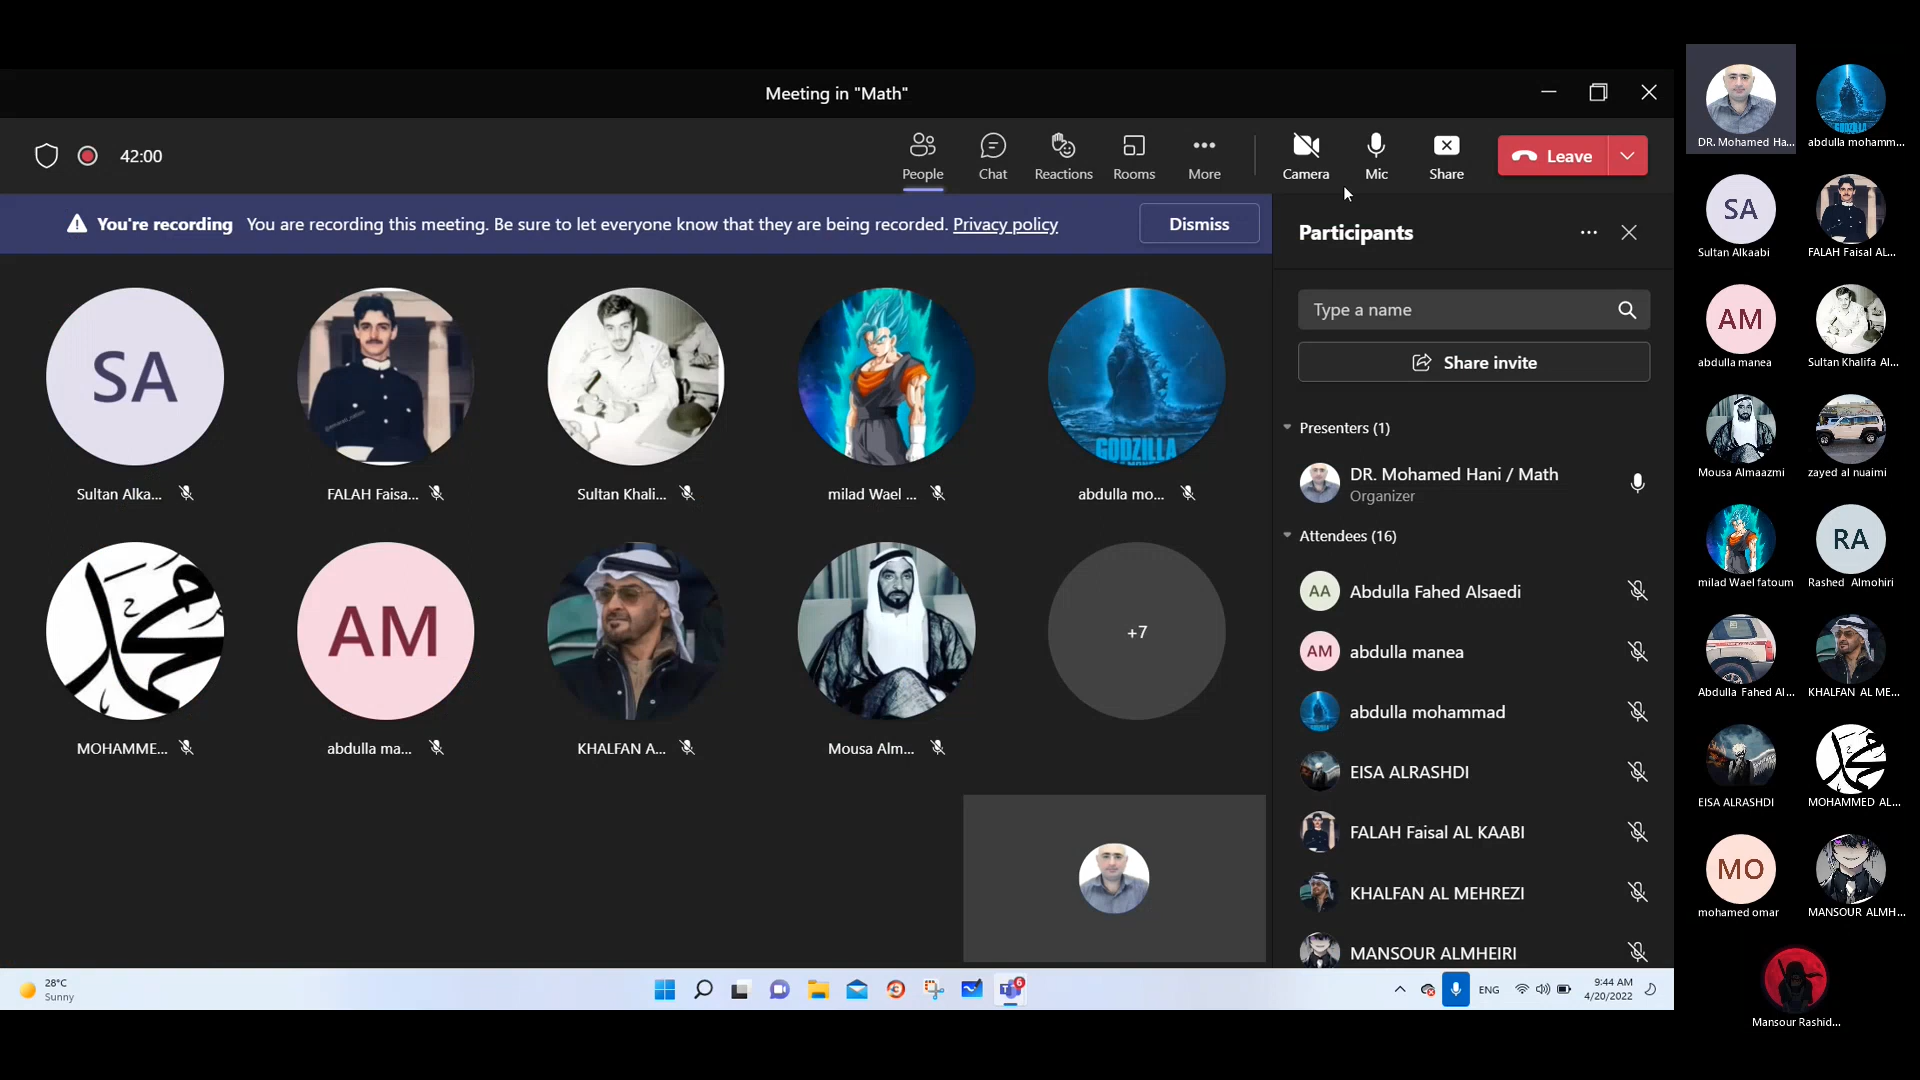 Meeting in "Math"
42:00
People
Chat
Reactions
Rooms
More
Camera
Mic
Share
Leave
You're recording You are recording this meeting. Be sure to let everyone know that they are being recorded. Privacy policy
Dismiss
SA
Sultan Alka...
FALAH Faisa...
Sultan Khali...
milad Wael ...
GODZILLA
abdulla mo...
MOHAMME...
AM
abdulla ma...
KHALFAN A...
Mousa Alm...
+7
Participants
Type a name
Share invite
Presenters (1)
DR. Mohamed Hani / Math
Organizer
Attendees (16)
AA Abdulla Fahed Alsaedi
AM abdulla manea
abdulla mohammad
EISA ALRASHDI
FALAH Faisal AL KAABI
KHALFAN AL MEHREZI
MANSOUR ALMHEIRI
28°C
Sunny
6
ENG
9:44 AM
4/20/2022
DR. Mohamed Ha...
abdulla mohamm...
SA
Sultan Alkaabi
FALAH Faisal AL...
AM
abdulla manea
Sultan Khalifa Al...
Mousa Almaazmi
zayed al nuaimi
milad Wael fatoum
RA
Rashed Almohiri
Abdulla Fahed Al...
KHALFAN AL ME...
EISA ALRASHDI
MOHAMMED AL...
MO
mohamed omar
MANSOUR ALMH...
Mansour Rashid...